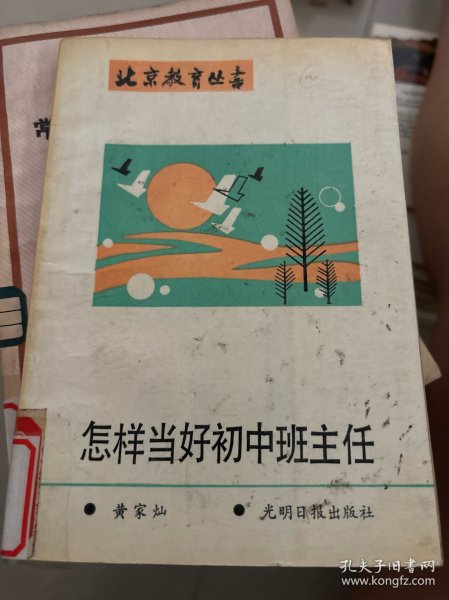 北京教育丛书
怎样当好初中班主任
● 黄家灿 ● 光明日报出版社
孔夫子旧书网
www.kongfz.com